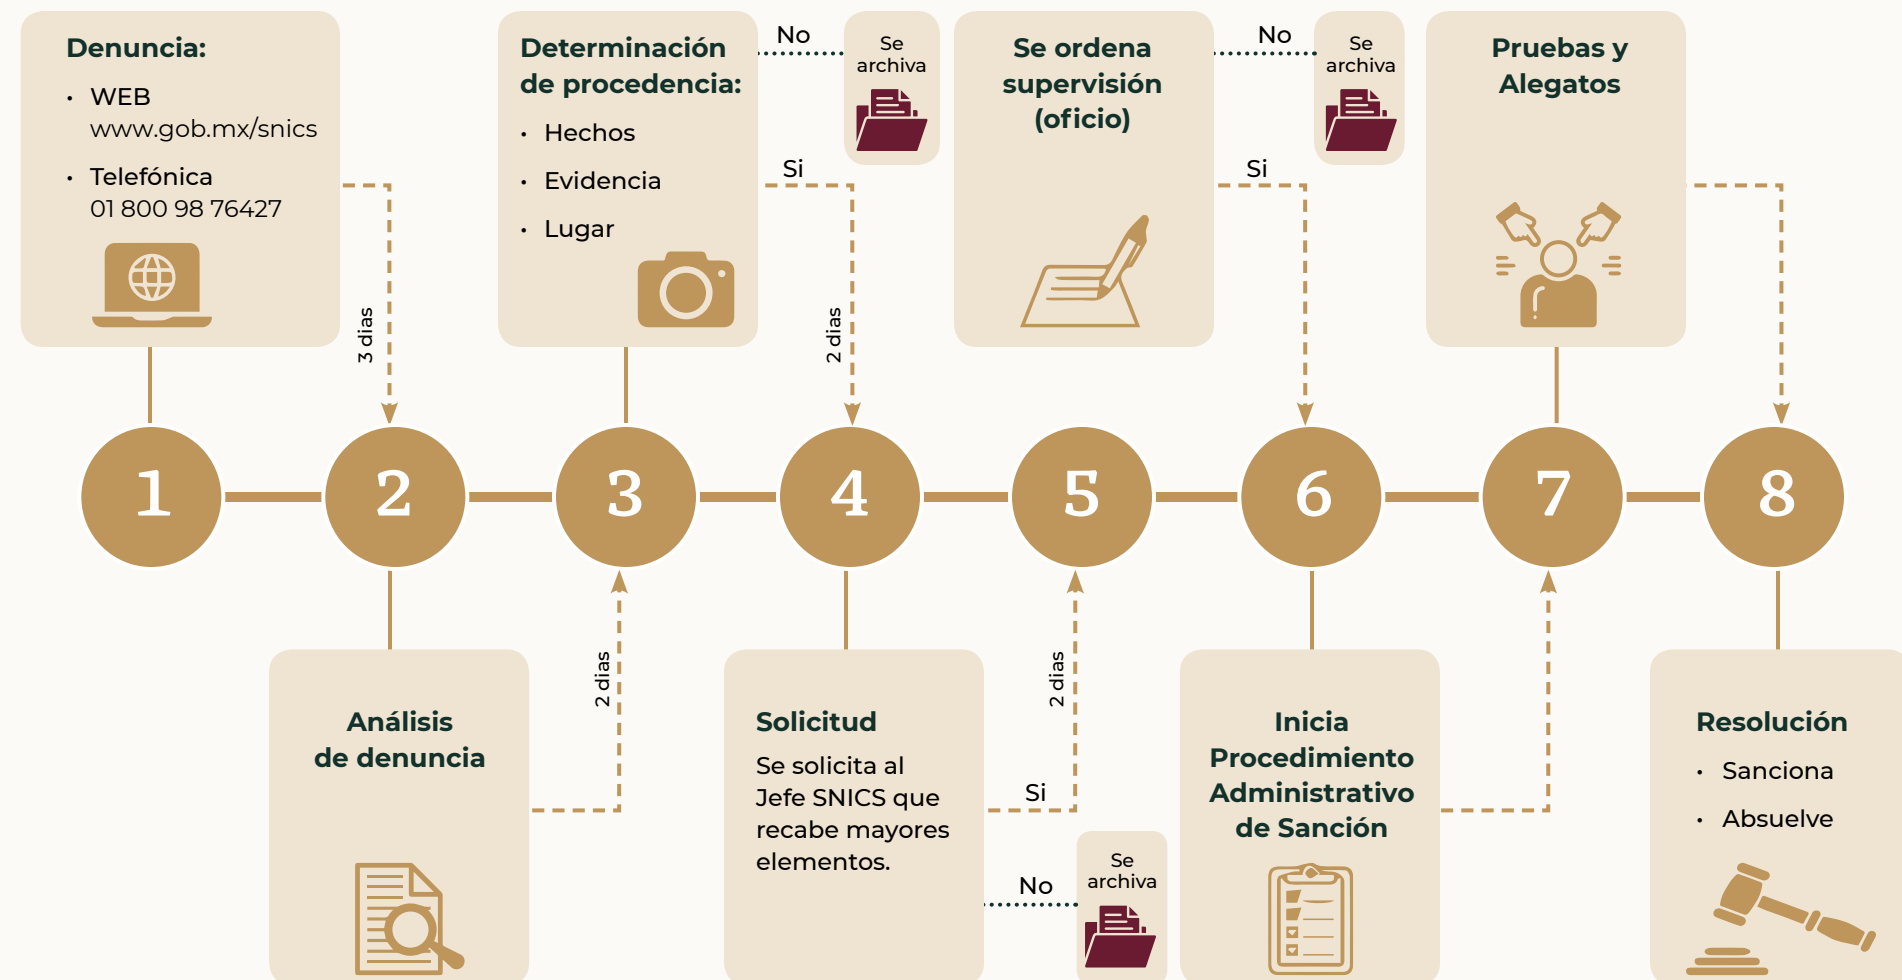 Denuncia:
• WEB
www.gob.mx/snics
• Telefónica
01 800 98 76427
3 dias
Determinación
de procedencia:
• Hechos
• Evidencia
• Lugar
No
Se
archiva
Si
2 dias
Se ordena
supervisión
(oficio)
No
Se
archiva
Si
Pruebas y
Alegatos
1
2
3
4
5
6
7
8
Análisis
de denuncia
2 dias
Solicitud
Se solicita al
Jefe SNICS que
recabe mayores
elementos.
Si
2 dias
No
Se
archiva
Inicia
Procedimiento
Administrativo
de Sanción
Resolución
• Sanciona
• Absuelve